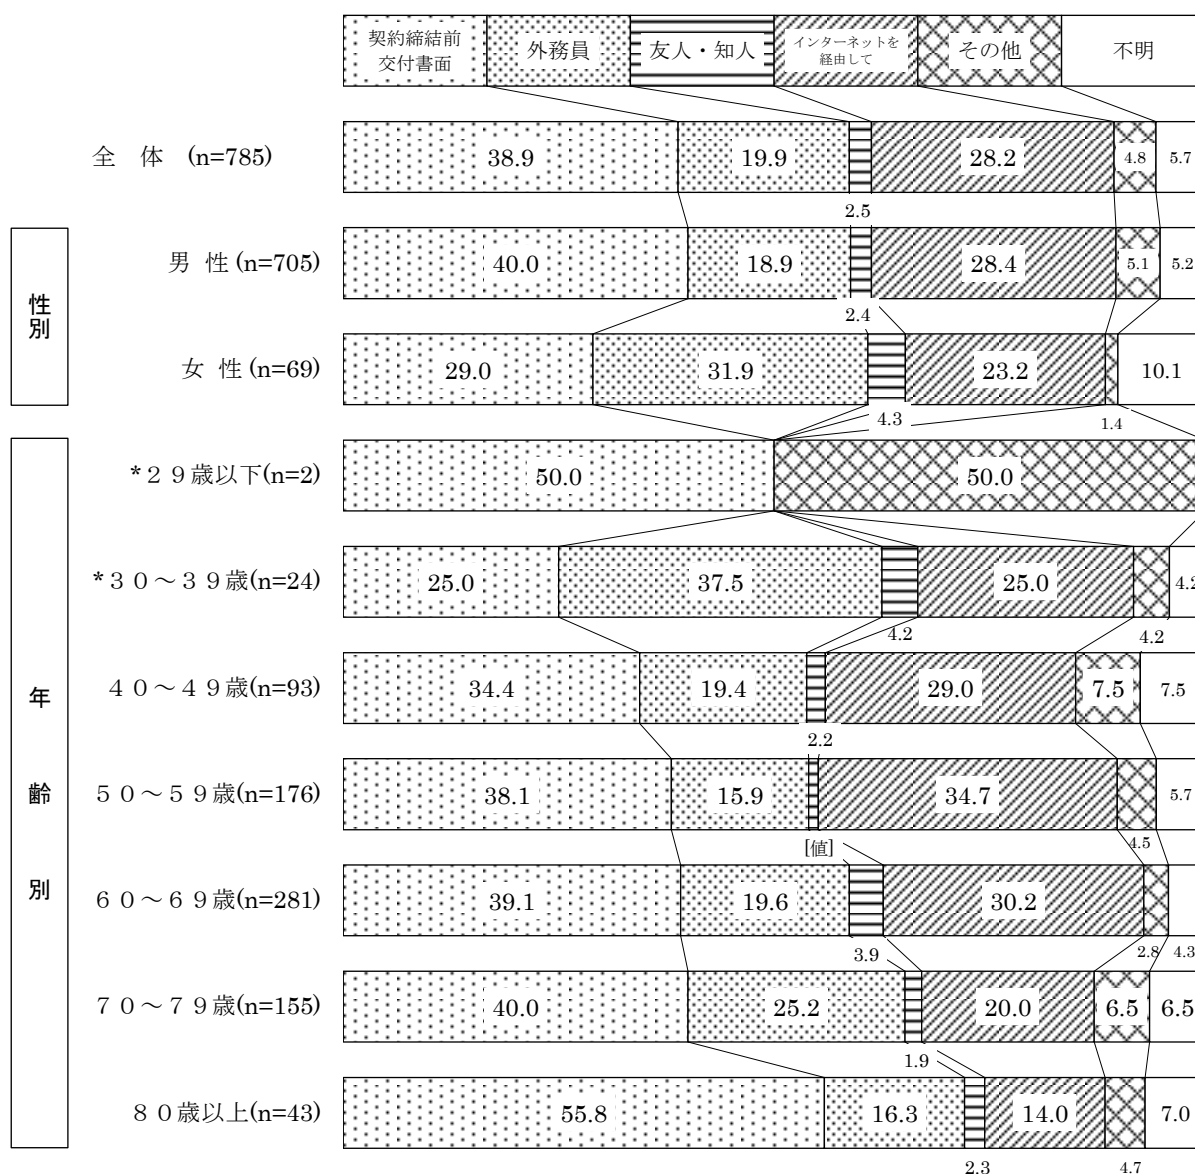 契約締結前
交付書面
外務員
友人・知人
インターネットを
経由して
その他
不明
全　体　(n=785)
38.9
19.9
2.5
28.2
4.8
5.7
性別
男 性 (n=705)
40.0
18.9
2.4
28.4
5.1
5.2
女 性 (n=69)
29.0
31.9
4.3
23.2
1.4
10.1
年齢別
*２９歳以下(n=2)
50.0
50.0
*３０～３９歳(n=24)
25.0
37.5
4.2
25.0
4.2
4.2
４０～４９歳(n=93)
34.4
19.4
2.2
29.0
7.5
7.5
５０～５９歳(n=176)
38.1
15.9
[値]
34.7
4.5
5.7
６０～６９歳(n=281)
39.1
19.6
3.9
30.2
2.8
4.3
７０～７９歳(n=155)
40.0
25.2
1.9
20.0
6.5
6.5
８０歳以上(n=43)
55.8
16.3
2.3
14.0
4.7
7.0